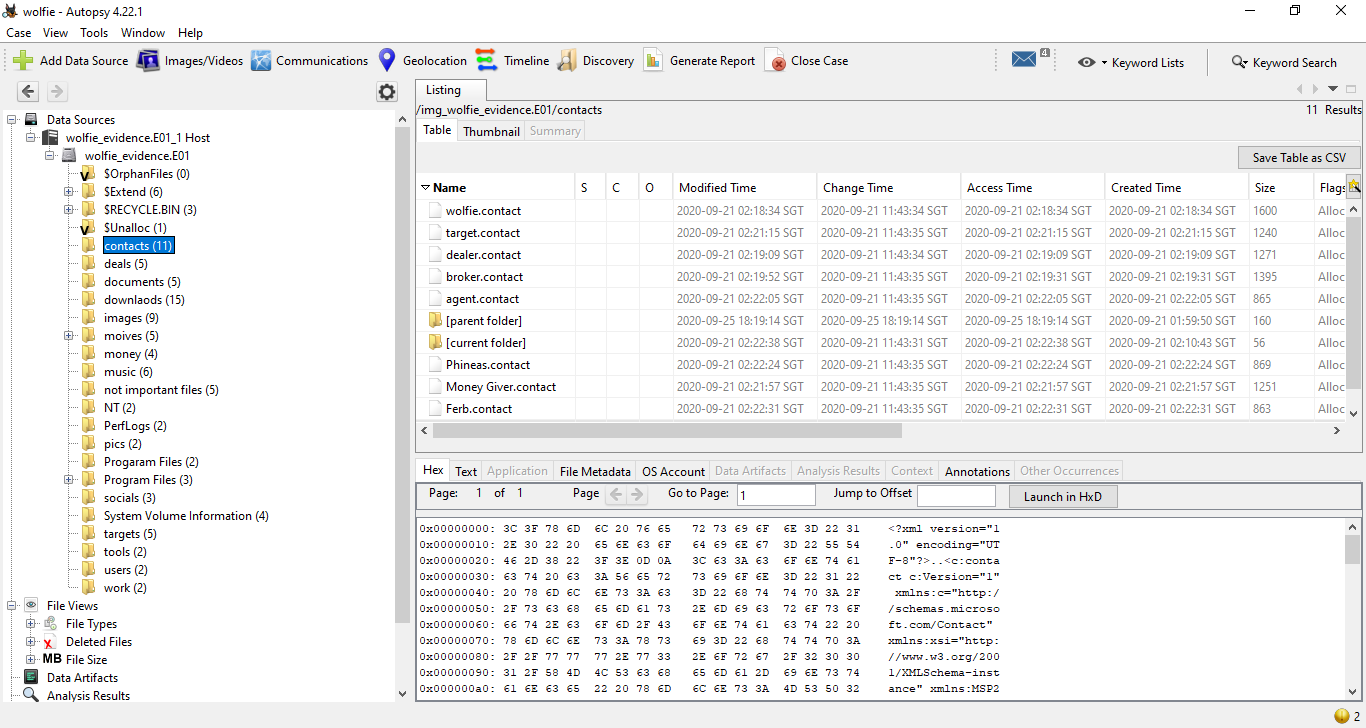 wolfie - Autopsy 4.22.1
Case View Tools Window Help
Add Data Source Images/Videos Communications Geolocation Timeline Discovery Generate Report Close Case 4 Keyword Lists Keyword Search
Data Sources
wolfie_evidence.E01_1 Host
wolfie_evidence.E01
$OrphanFiles (0)
$Extend (6)
$RECYCLE.BIN (3)
$Unalloc (1)
contacts (11)
deals (5)
documents (5)
downlaods (15)
images (9)
moives (5)
money (4)
music (6)
not important files (5)
NT (2)
PerfLogs (2)
pics (2)
Progaram Files (2)
Program Files (3)
socials (3)
System Volume Information (4)
targets (5)
tools (2)
users (2)
work (2)
File Views
File Types
Deleted Files
MB File Size
Data Artifacts
Analysis Results
Listing
/img_wolfie_evidence.E01/contacts 11 Results
Table Thumbnail Summary
Save Table as CSV
Name S C O Modified Time Change Time Access Time Created Time Size Flags
wolfie.contact 2020-09-21 02:18:34 SGT 2020-09-21 11:43:34 SGT 2020-09-21 02:18:34 SGT 2020-09-21 02:18:34 SGT 1600 Alloc
target.contact 2020-09-21 02:21:15 SGT 2020-09-21 11:43:35 SGT 2020-09-21 02:21:15 SGT 2020-09-21 02:21:15 SGT 1240 Alloc
dealer.contact 2020-09-21 02:19:09 SGT 2020-09-21 11:43:34 SGT 2020-09-21 02:19:09 SGT 2020-09-21 02:19:09 SGT 1271 Alloc
broker.contact 2020-09-21 02:19:52 SGT 2020-09-21 11:43:35 SGT 2020-09-21 02:19:31 SGT 2020-09-21 02:19:31 SGT 1395 Alloc
agent.contact 2020-09-21 02:22:05 SGT 2020-09-21 11:43:35 SGT 2020-09-21 02:22:05 SGT 2020-09-21 02:22:05 SGT 865 Alloc
[parent folder] 2020-09-25 18:19:14 SGT 2020-09-25 18:19:14 SGT 2020-09-25 18:19:14 SGT 2020-09-21 01:59:50 SGT 160 Alloc
[current folder] 2020-09-21 02:22:38 SGT 2020-09-21 11:43:31 SGT 2020-09-21 02:22:38 SGT 2020-09-21 02:10:43 SGT 56 Alloc
Phineas.contact 2020-09-21 02:22:24 SGT 2020-09-21 11:43:35 SGT 2020-09-21 02:22:24 SGT 2020-09-21 02:22:24 SGT 869 Alloc
Money Giver.contact 2020-09-21 02:21:57 SGT 2020-09-21 11:43:35 SGT 2020-09-21 02:21:57 SGT 2020-09-21 02:21:57 SGT 1251 Alloc
Ferb.contact 2020-09-21 02:22:31 SGT 2020-09-21 11:43:35 SGT 2020-09-21 02:22:31 SGT 2020-09-21 02:22:31 SGT 863 Alloc
Hex Text Application File Metadata OS Account Data Artifacts Analysis Results Context Annotations Other Occurrences
Page: 1 of 1 Page Go to Page: 1 Jump to Offset Launch in HxD
0x00000000: 3C 3F 78 6D 6C 20 76 65 72 73 69 6F 6E 3D 22 31 <?xml version="1
0x00000010: 2E 30 22 20 65 6E 63 6F 64 69 6E 67 3D 22 55 54 .0" encoding="UT
0x00000020: 46 2D 38 22 3F 3E 0D 0A 3C 63 3A 63 6F 6E 74 61 F-8"?>..<c:conta
0x00000030: 63 74 20 63 3A 56 65 72 73 69 6F 6E 3D 22 31 22 ct c:Version="1"
0x00000040: 20 78 6D 6C 6E 73 3A 63 3D 22 68 74 74 70 3A 2F xmlns:c="http:/
0x00000050: 2F 73 63 68 65 6D 61 73 2E 6D 69 63 72 6F 73 6F /schemas.microso
0x00000060: 66 74 2E 63 6F 6D 2F 43 6F 6E 74 61 63 74 22 20 ft.com/Contact"
0x00000070: 78 6D 6C 6E 73 3A 78 73 69 3D 22 68 74 74 70 3A xmlns:xsi="http:
0x00000080: 2F 2F 77 77 77 2E 77 33 2E 6F 72 67 2F 32 30 30 //www.w3.org/200
0x00000090: 31 2F 58 4D 4C 53 63 68 65 6D 61 2D 69 6E 73 74 1/XMLSchema-inst
0x000000a0: 61 6E 63 65 22 20 78 6D 6C 6E 73 3A 4D 53 50 32 ance" xmlns:MSP2
2